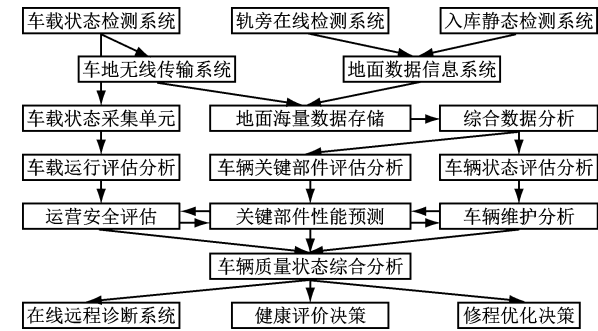 车载状态检测系统
轨旁在线检测系统
入库静态检测系统
车地无线传输系统
地面数据信息系统
车载状态采集单元
地面海量数据存储
综合数据分析
车载运行评估分析
车辆关键部件评估分析
车辆状态评估分析
运营安全评估
关键部件性能预测
车辆维护分析
车辆质量状态综合分析
在线远程诊断系统
健康评价决策
修程优化决策